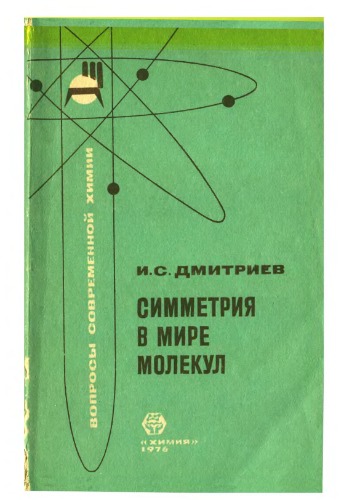 ВОПРОСЫ СОВРЕМЕННОЙ ХИМИИ
И.С. ДМИТРИЕВ
СИММЕТРИЯ
В МИРЕ
МОЛЕКУЛ
«ХИМИЯ»
1976